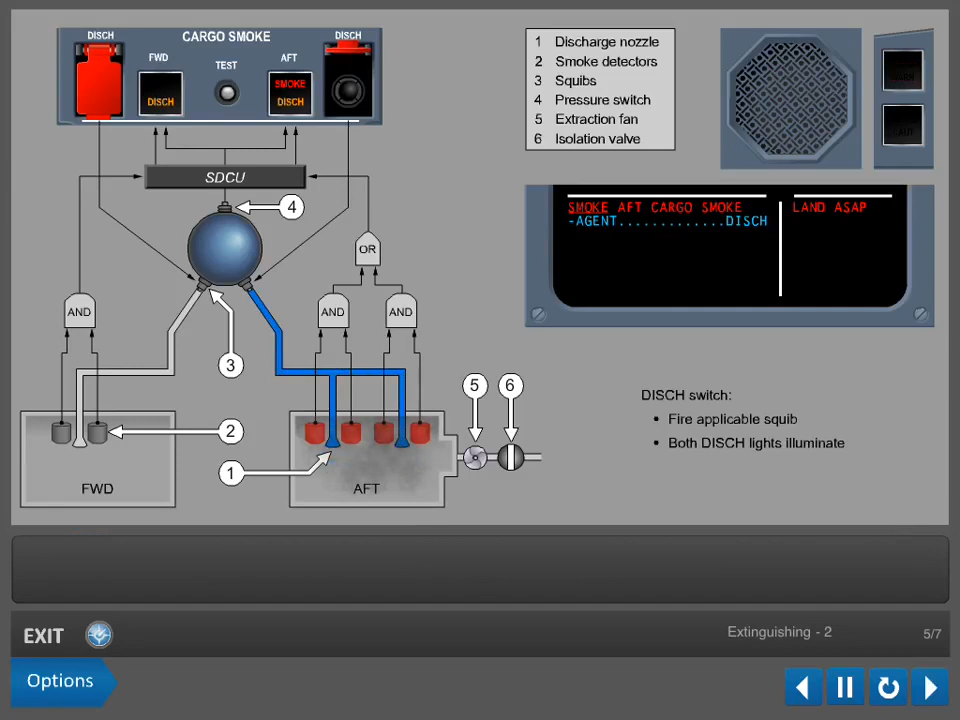 DISCH
CARGO SMOKE
DISCH
FWD
TEST
AFT
DISCH
SMOKE
DISCH
SDCU
4
OR
AND
AND
AND
3
2
1
5
6
FWD
AFT
1 Discharge nozzle
2 Smoke detectors
3 Squibs
4 Pressure switch
5 Extraction fan
6 Isolation valve
SMOKE AFT CARGO SMOKE
LAND ASAP
-AGENT.............DISCH
DISCH switch:
• Fire applicable squib
• Both DISCH lights illuminate
EXIT
Extinguishing - 2
5/7
Options